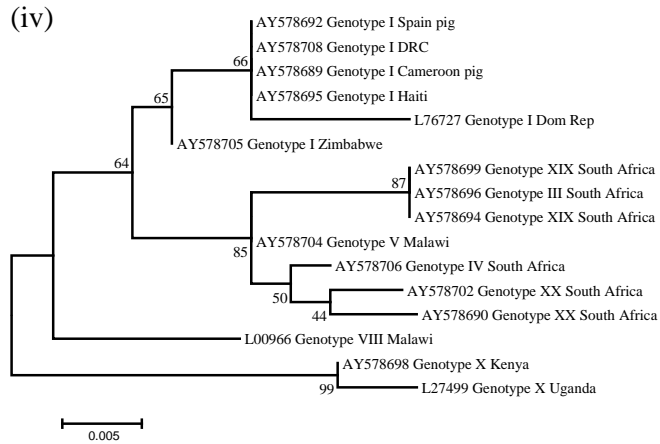 (iv)
AY578692 Genotype I Spain pig
AY578708 Genotype I DRC
66
AY578689 Genotype I Cameroon pig
65
AY578695 Genotype I Haiti
L76727 Genotype I Dom Rep
AY578705 Genotype I Zimbabwe
64
AY578699 Genotype XIX South Africa
87
AY578696 Genotype III South Africa
AY578694 Genotype XIX South Africa
AY578704 Genotype V Malawi
85
AY578706 Genotype IV South Africa
50
AY578702 Genotype XX South Africa
44
AY578690 Genotype XX South Africa
L00966 Genotype VIII Malawi
AY578698 Genotype X Kenya
99
L27499 Genotype X Uganda
0.005